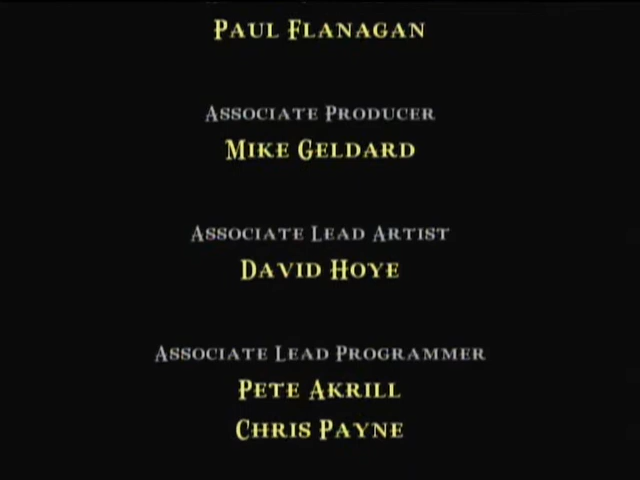 Paul Flanagan
Associate Producer
Mike Geldard
Associate Lead Artist
David Hoye
Associate Lead Programmer
Pete Akrill
Chris Payne